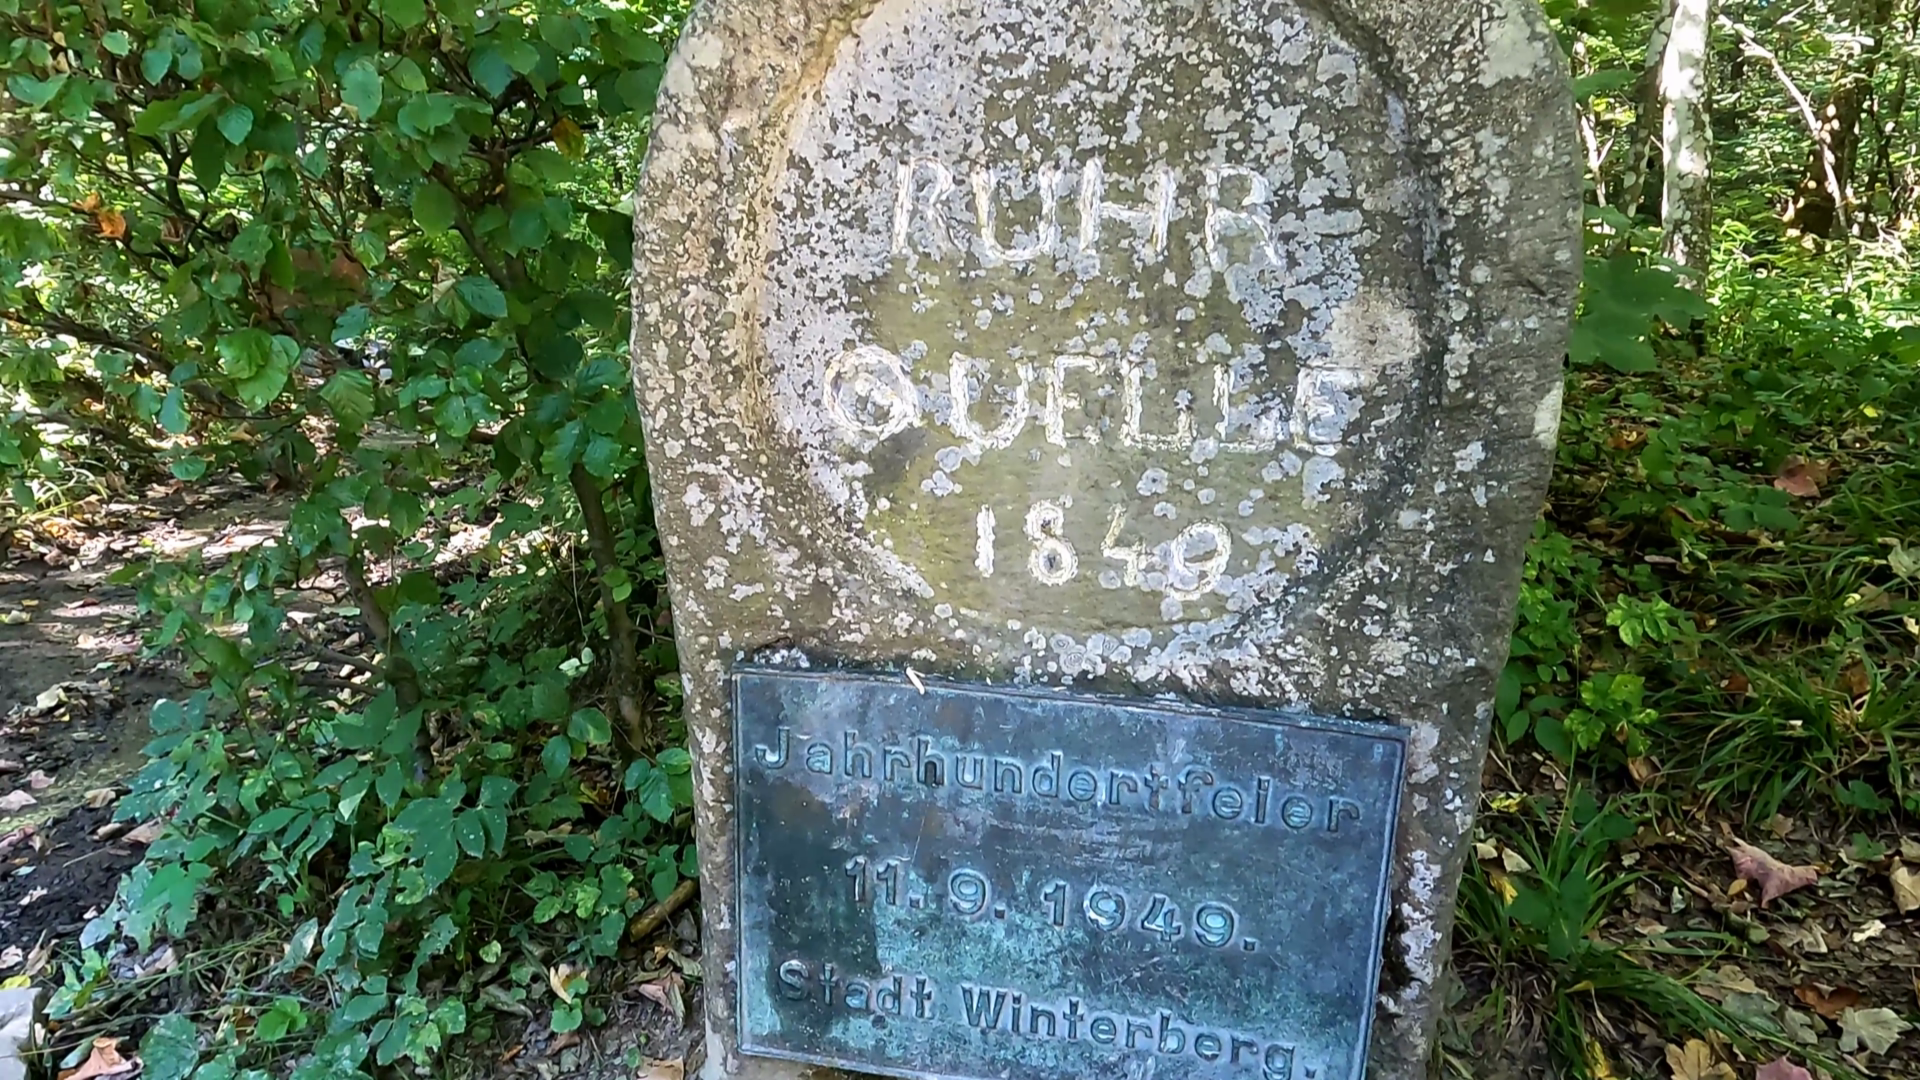 RUHR
QUELLE
1849
Jahrhundertfeier
11. 9. 1949.
Stadt Winterberg.